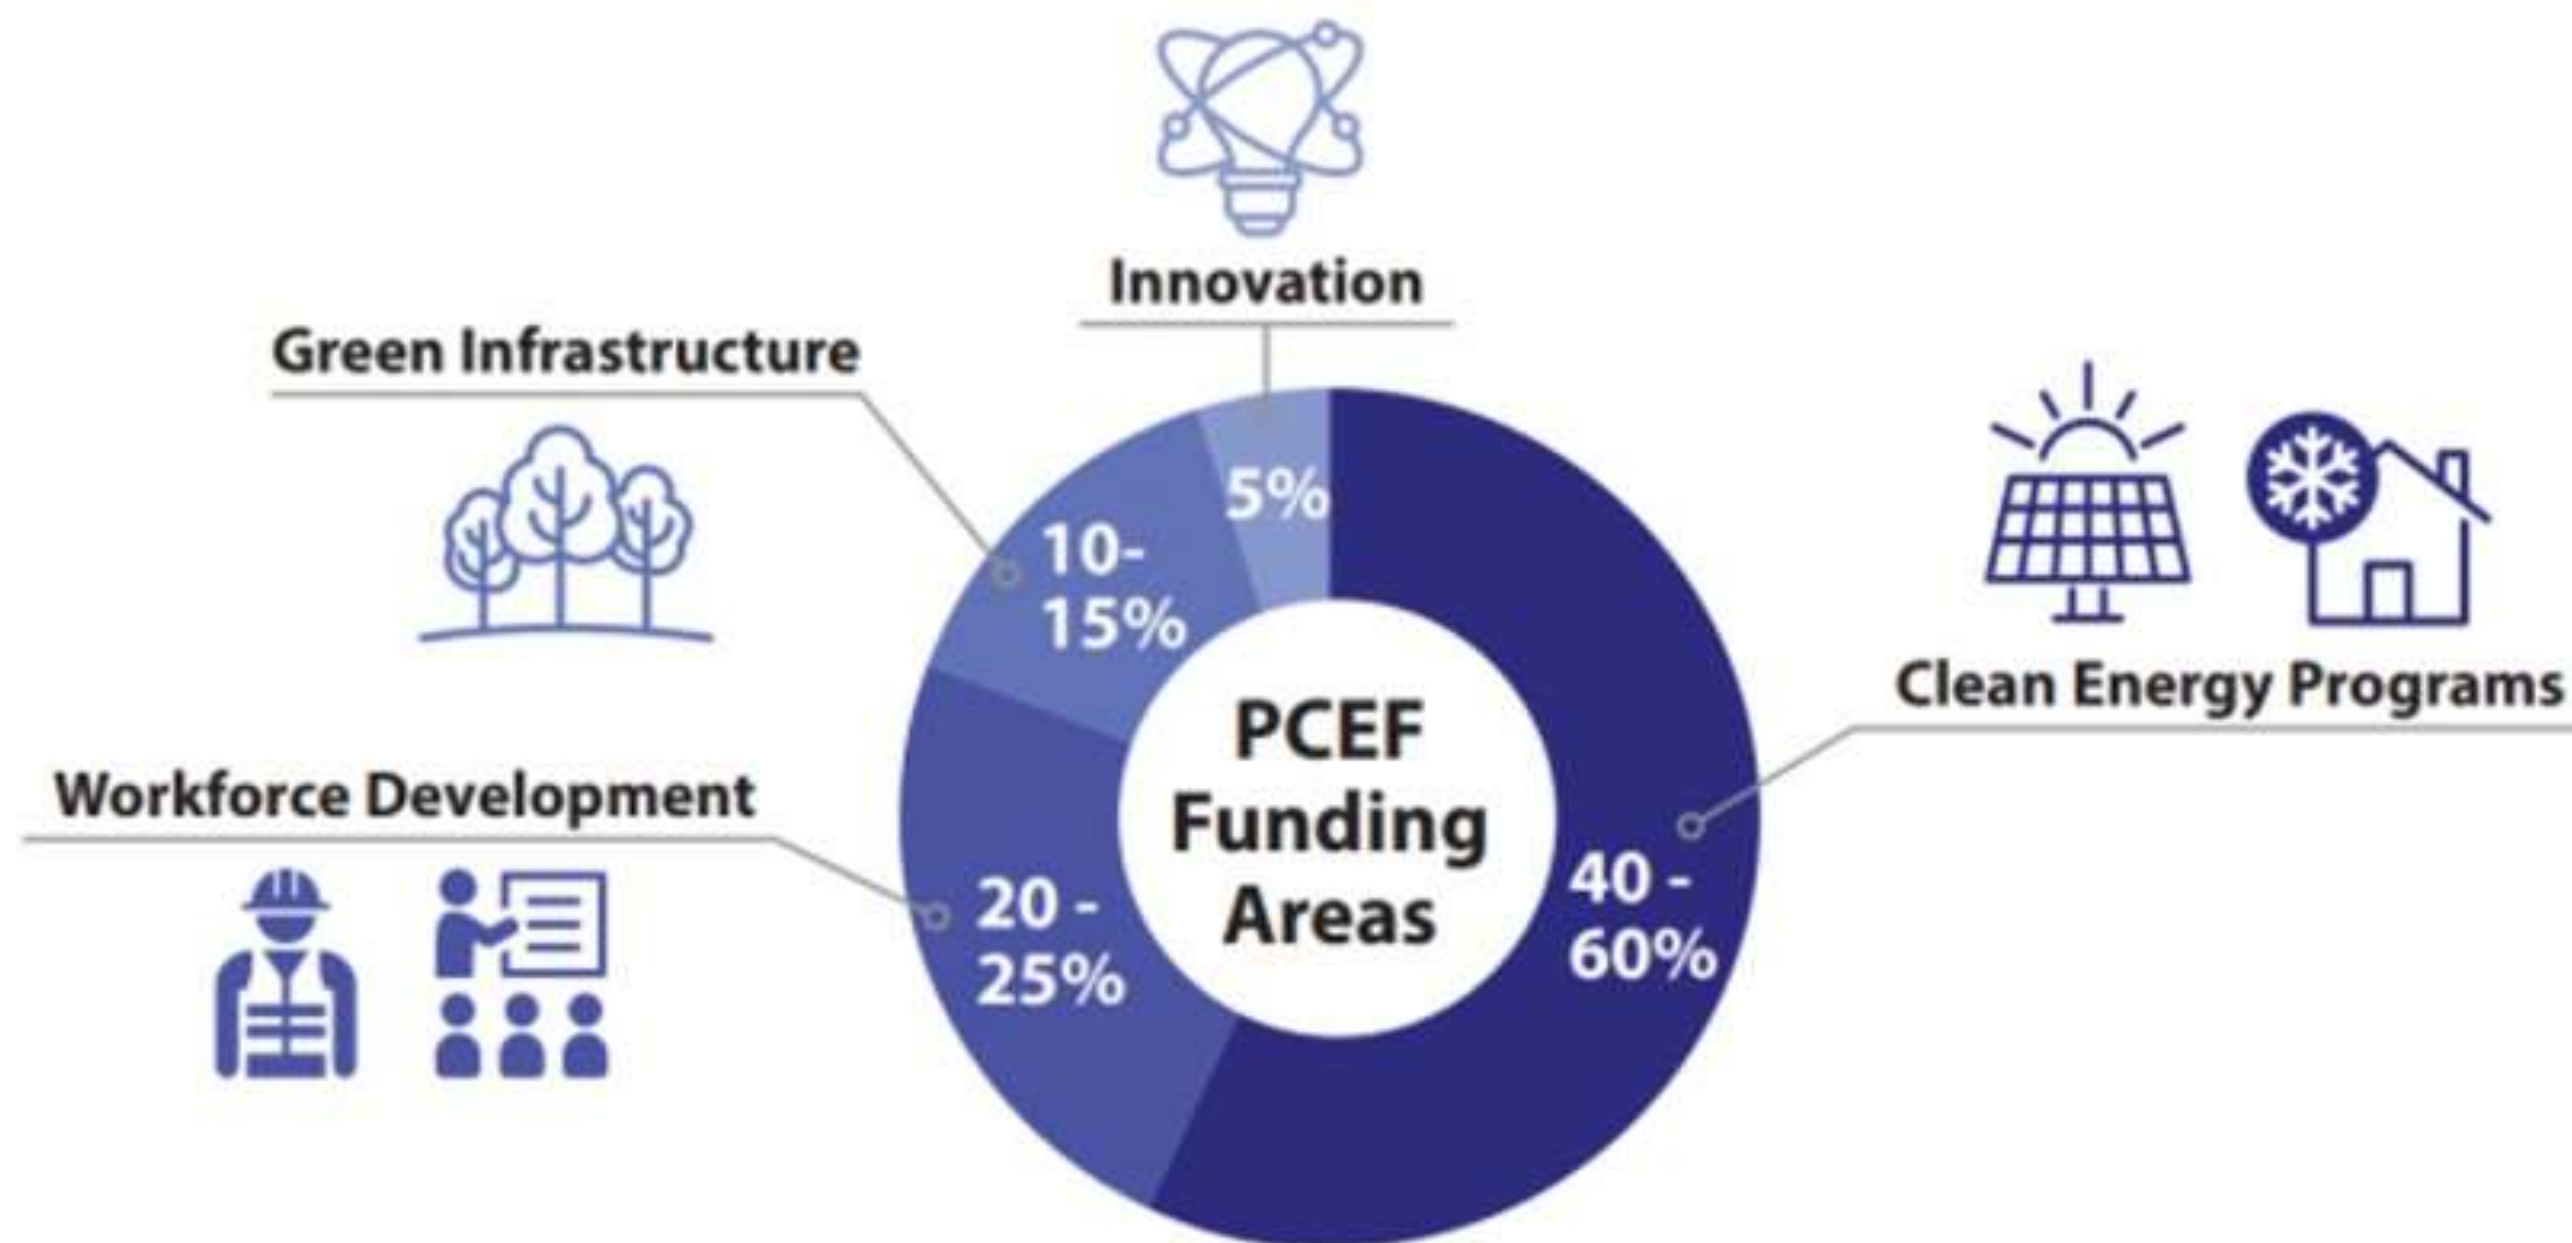 Innovation
Green Infrastructure
5%
10-
15%
Clean Energy Programs
PCEF
Funding
Areas
Workforce Development
20 -
25%
40 -
60%